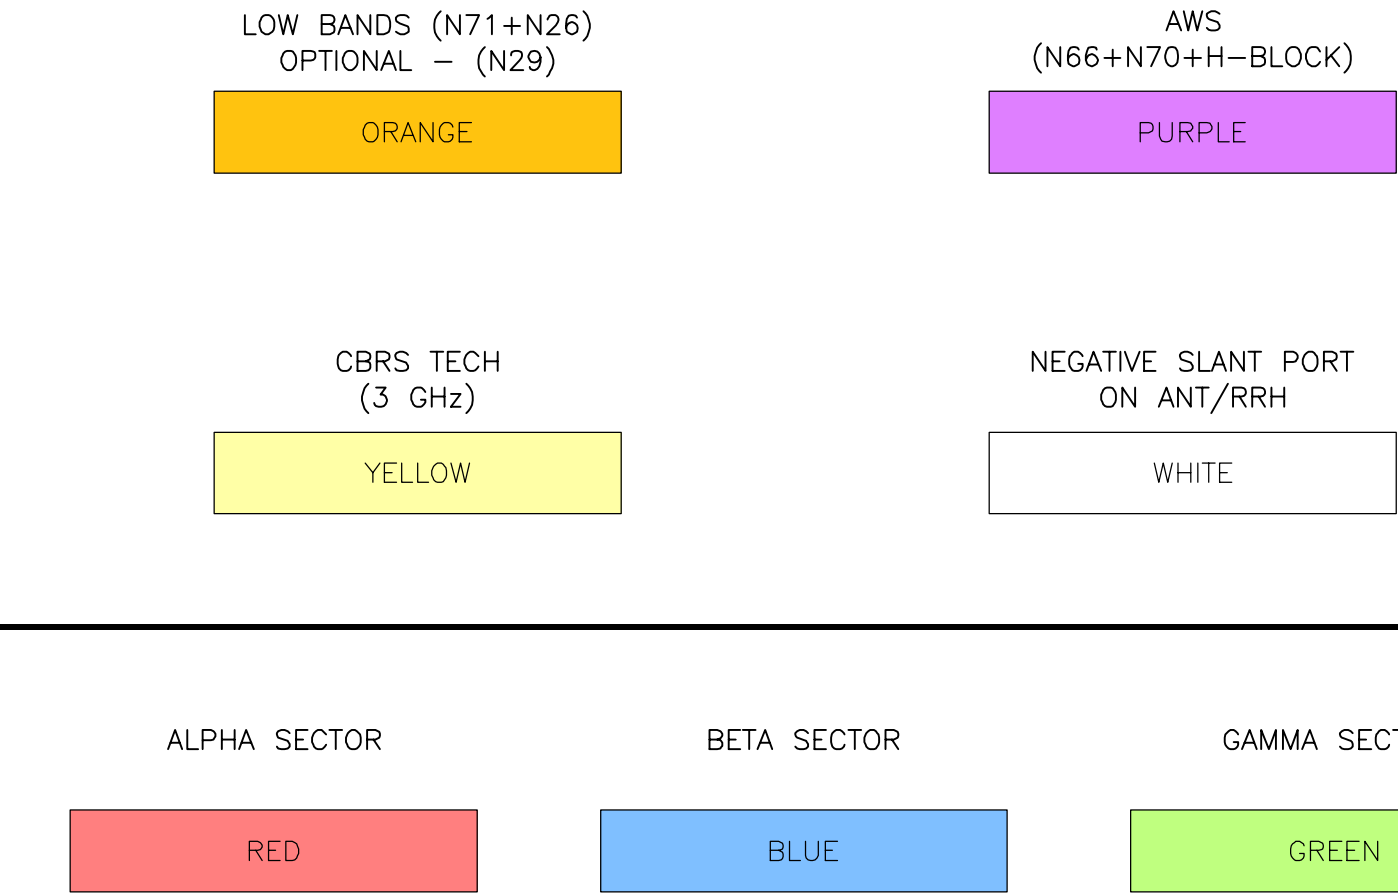 LOW BANDS (N71+N26)
OPTIONAL – (N29)
ORANGE
AWS
(N66+N70+H–BLOCK)
PURPLE
CBRS TECH
(3 GHz)
YELLOW
NEGATIVE SLANT PORT
ON ANT/RRH
WHITE
ALPHA SECTOR
RED
BETA SECTOR
BLUE
GAMMA
GREEN